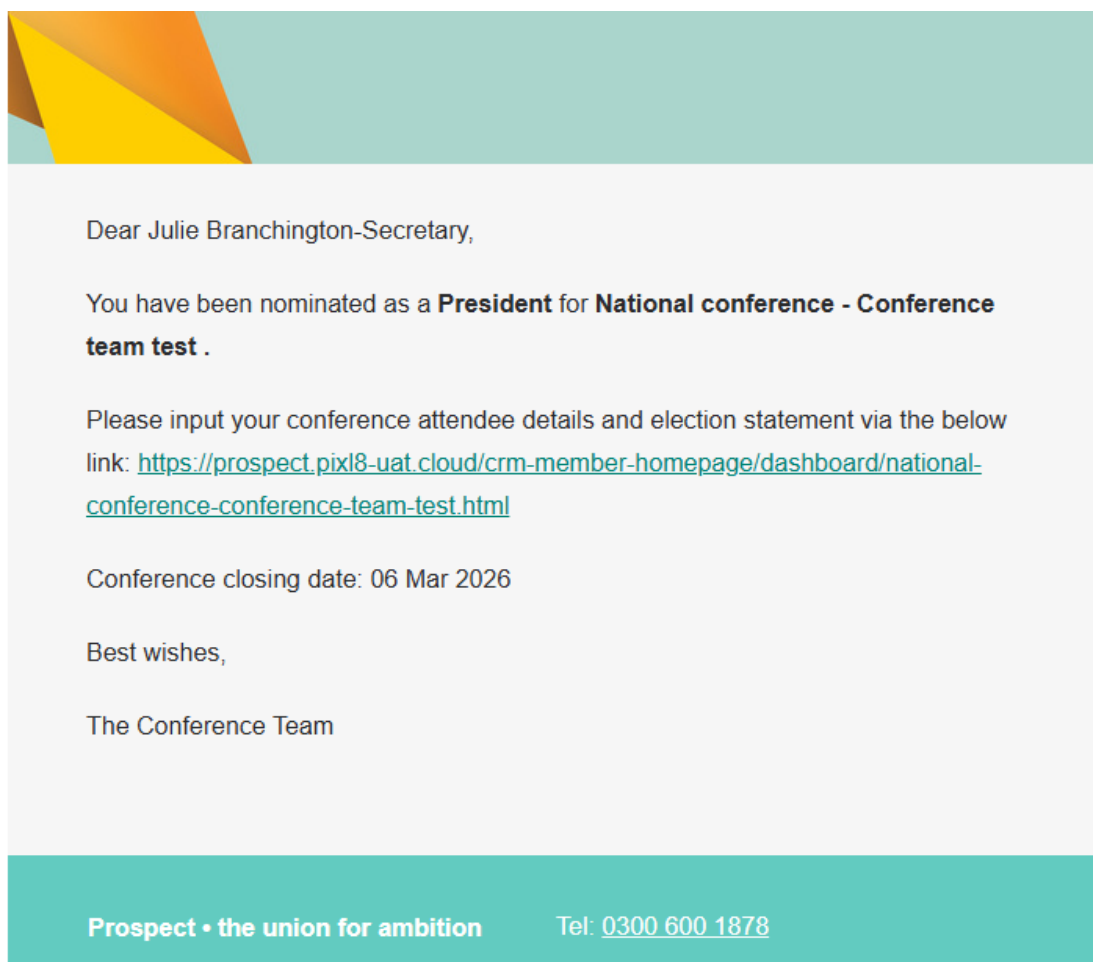 Dear Julie Branchington-Secretary,
You have been nominated as a President for National conference - Conference
team test .
Please input your conference attendee details and election statement via the below
link: https://prospect.pixl8-uat.cloud/crm-member-homepage/dashboard/national-
conference-conference-team-test.html
Conference closing date: 06 Mar 2026
Best wishes,
The Conference Team
Prospect • the union for ambition Tel: 0300 600 1878